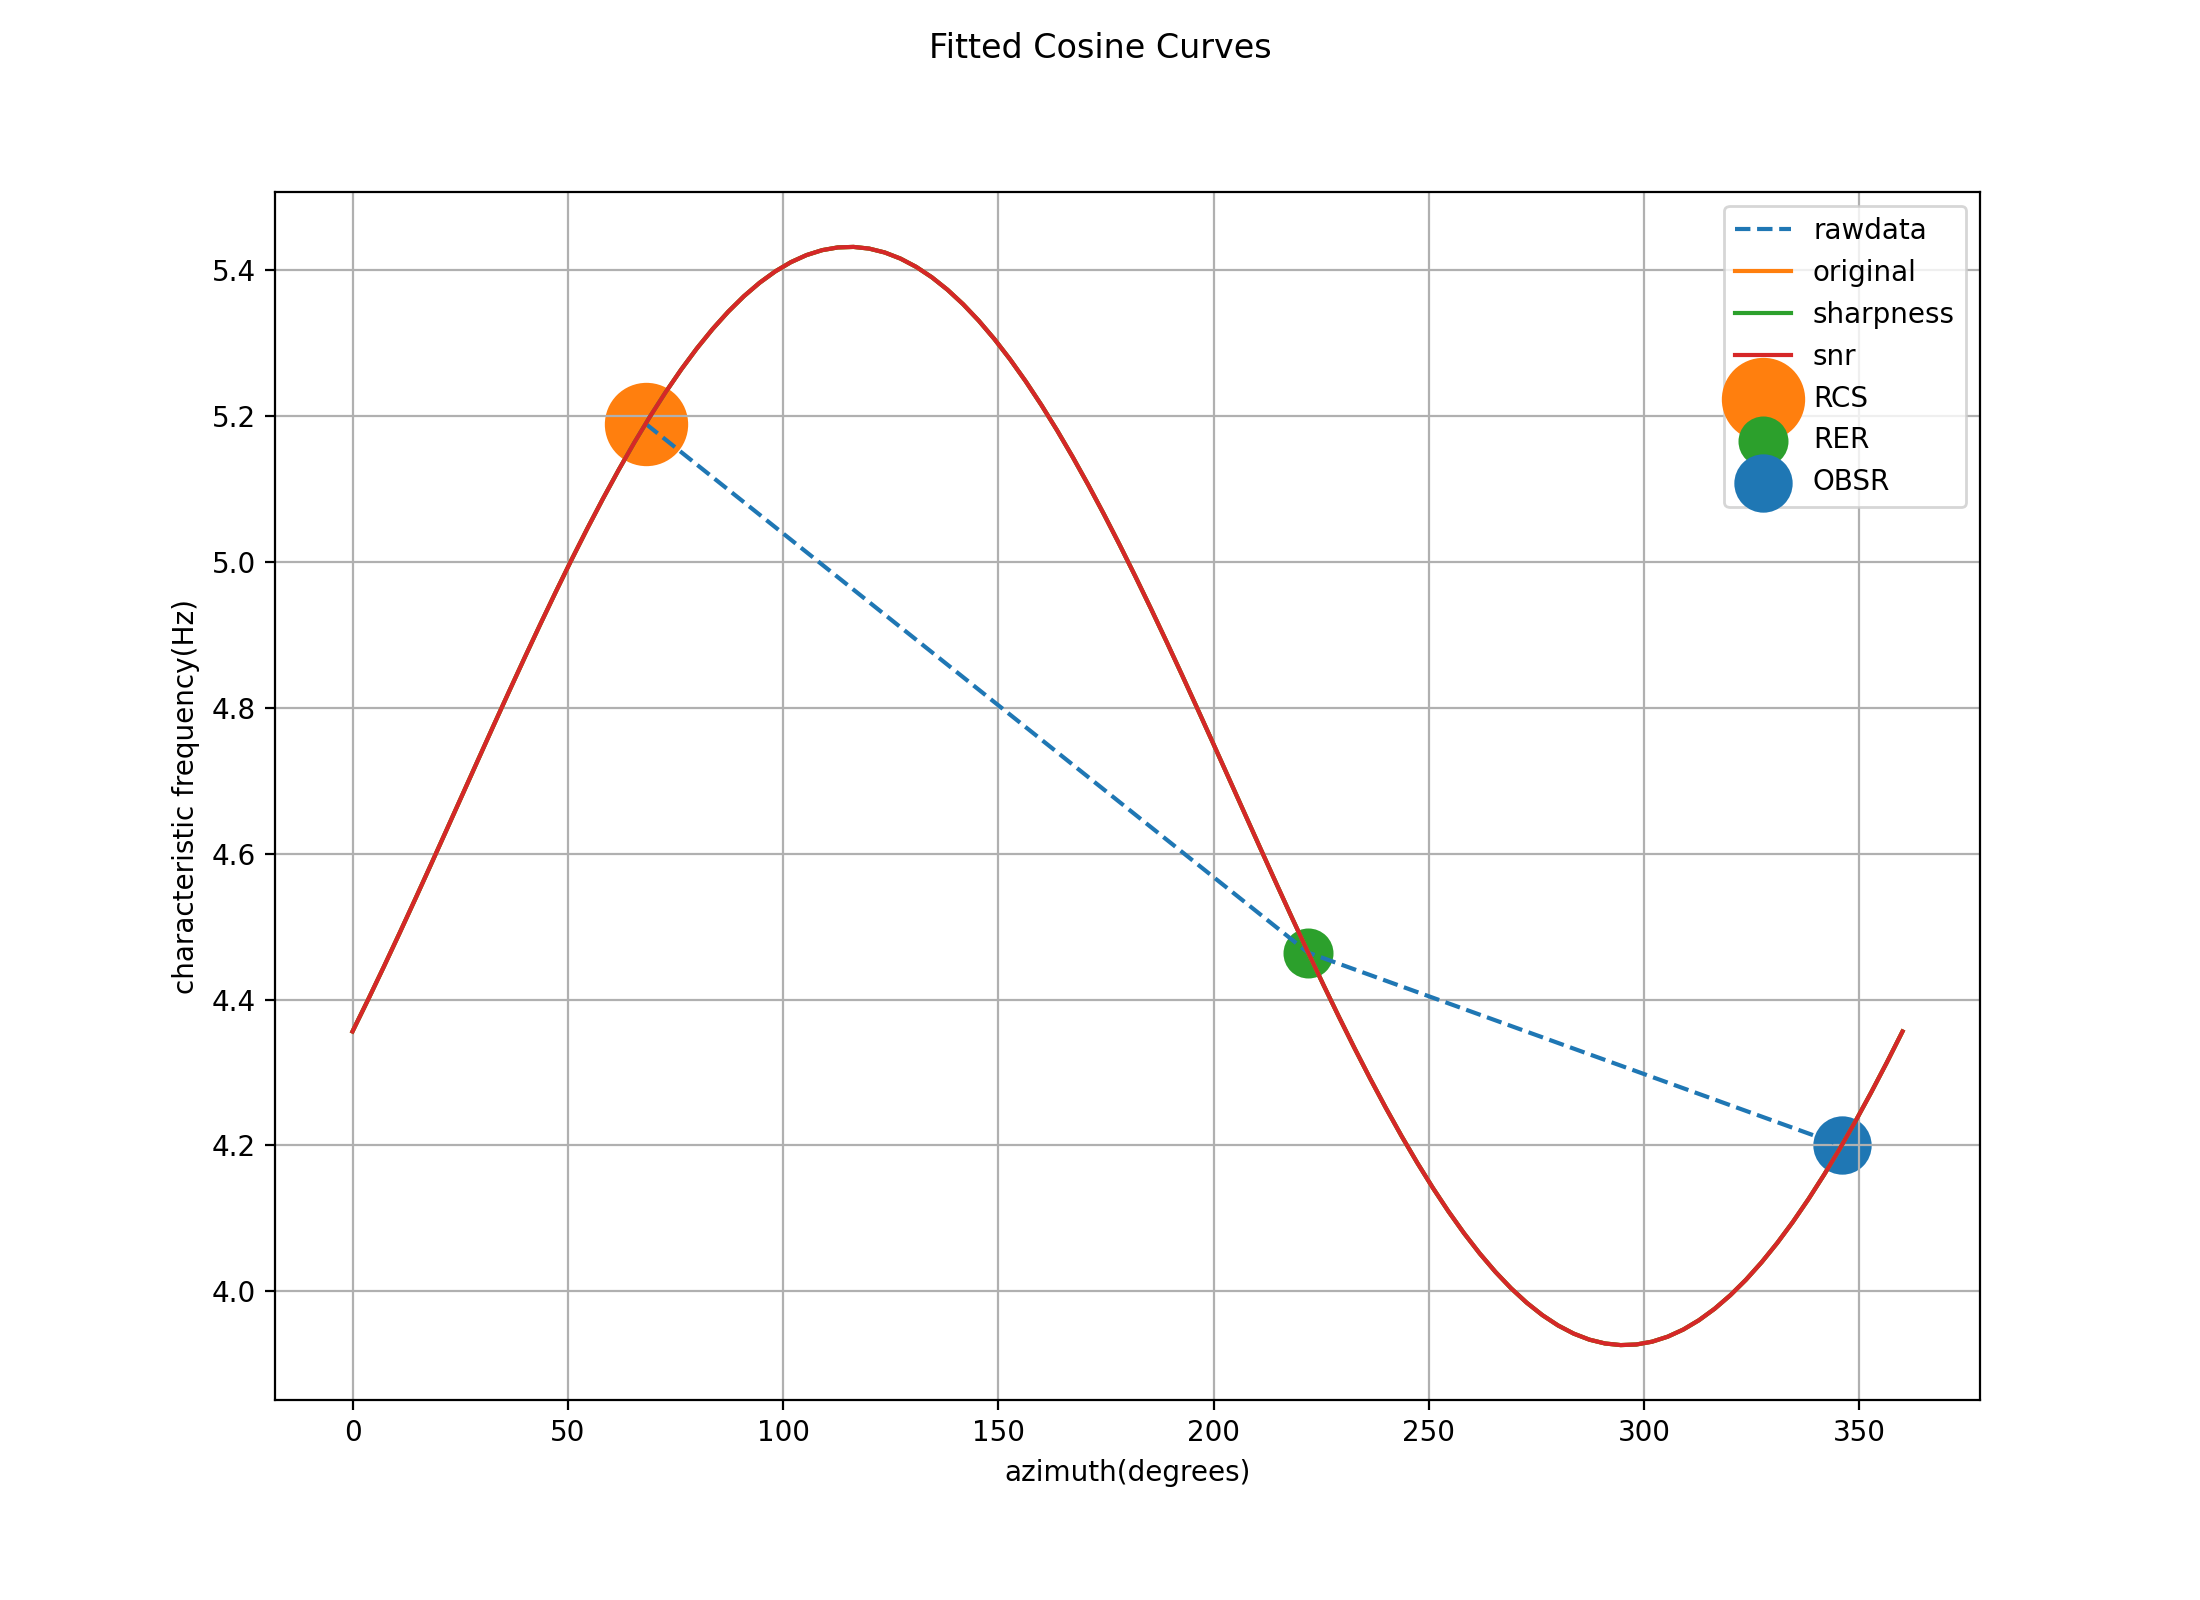 Fitted Cosine Curves
rawdata
original
sharpness
snr
RCS
RER
OBSR
5.4
5.2
5.0
4.8
4.6
4.4
4.2
4.0
characteristic frequency(Hz)
0 50 100 150 200 250 300 350
azimuth(degrees)